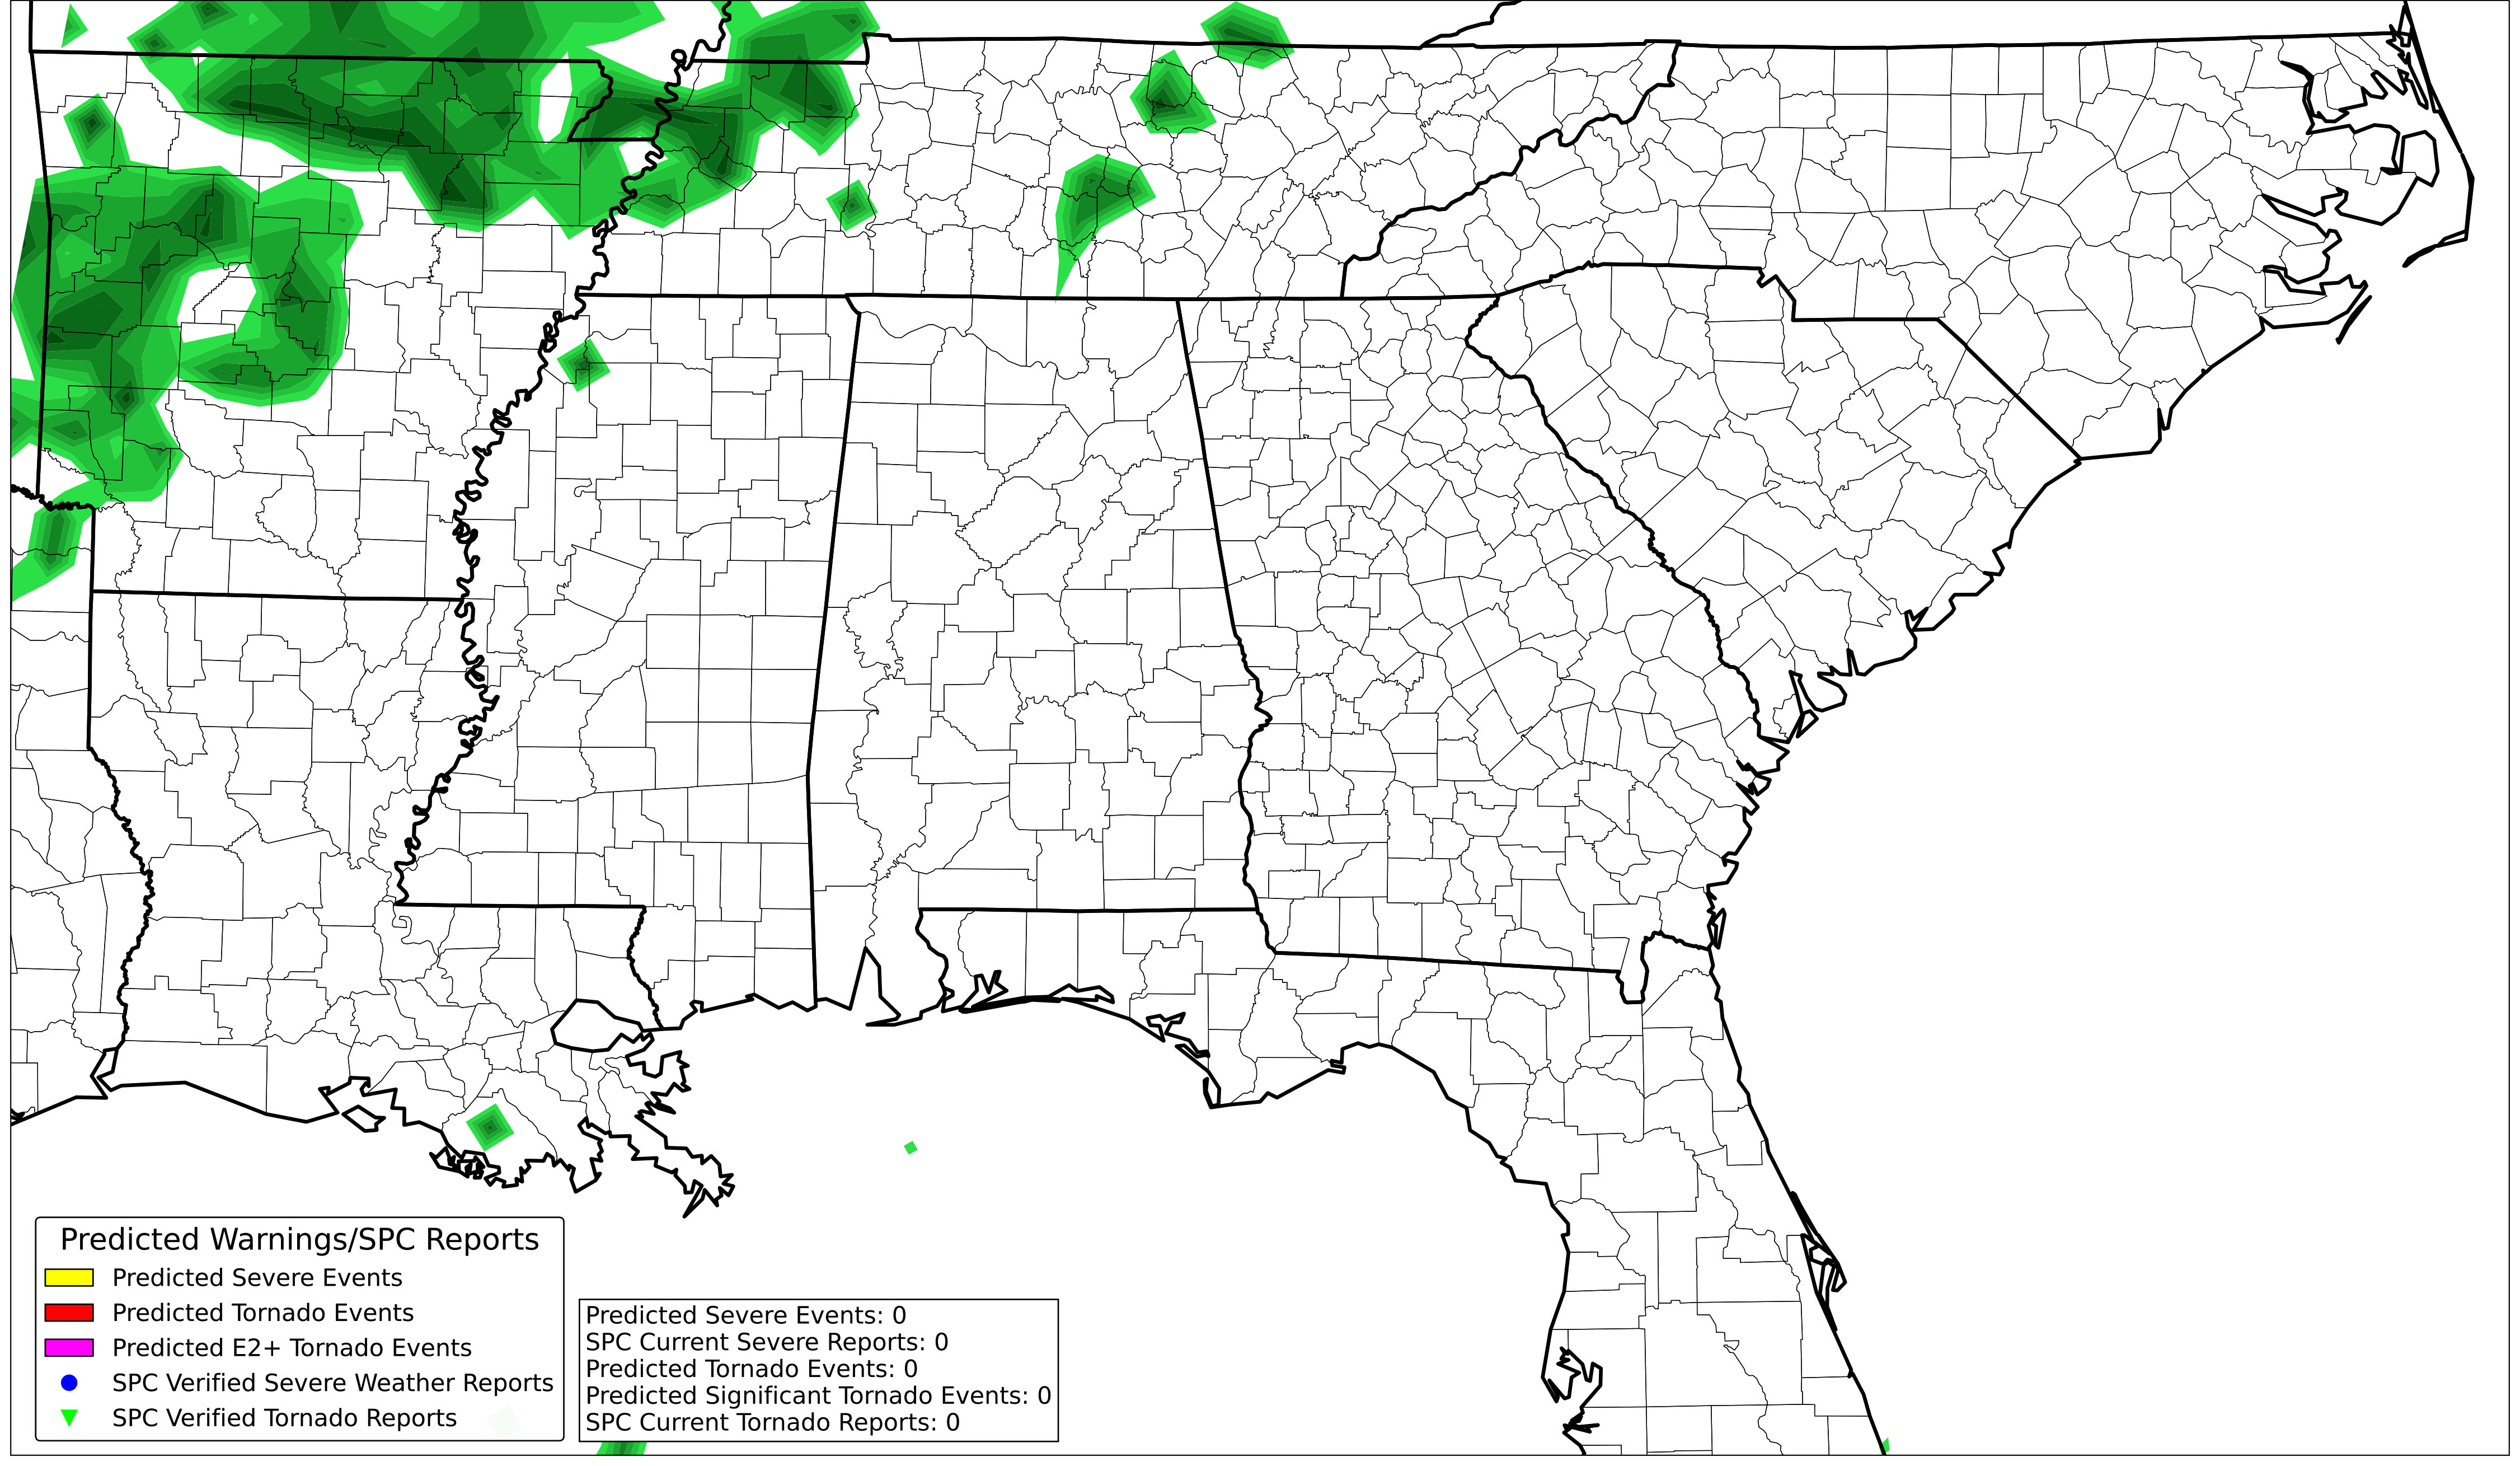 Predicted Warnings/SPC Reports
Predicted Severe Events
Predicted Tornado Events
Predicted E2+ Tornado Events
SPC Verified Severe Weather Reports
SPC Verified Tornado Reports
Predicted Severe Events: 0
SPC Current Severe Reports: 0
Predicted Tornado Events: 0
Predicted Significant Tornado Events: 0
SPC Current Tornado Reports: 0